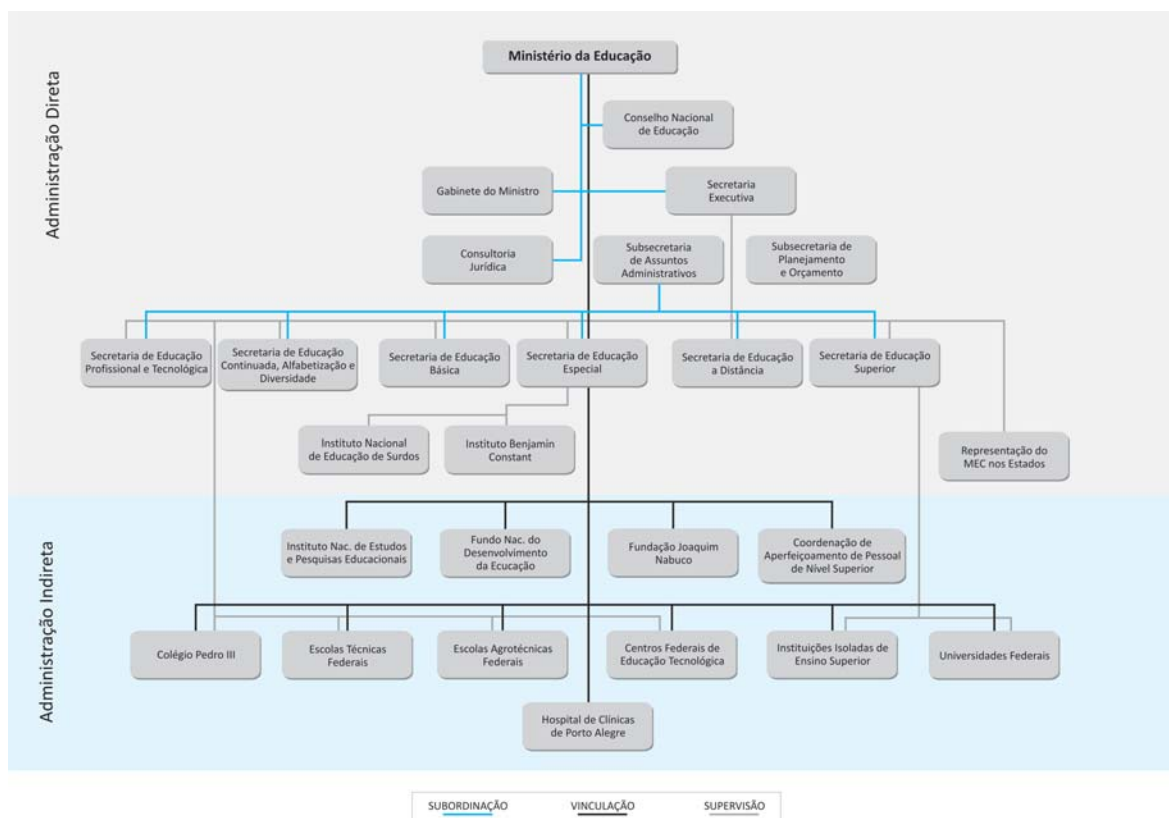 Administração Direta
Ministério da Educação
Conselho Nacional
de Educação
Gabinete do Ministro
Secretaria
Executiva
Consultoria
Jurídica
Subsecretaria
de Assuntos
Administrativos
Subsecretaria de
Planejamento
e Orçamento
Secretaria de Educação
Profissional e Tecnológica
Secretaria de Educação
Continuada, Alfabetização e
Diversidade
Secretaria de Educação
Básica
Secretaria de Educação
Especial
Secretaria de Educação
a Distância
Secretaria de Educação
Superior
Instituto Nacional
de Educação de Surdos
Instituto Benjamin
Constant
Representação do
MEC nos Estados
Administração Indireta
Instituto Nac. de Estudos
e Pesquisas Educacionais
Fundo Nac. do
Desenvolvimento
da Ecucação
Fundação Joaquim
Nabuco
Coordenação de
Aperfeiçoamento de Pessoal
de Nível Superior
Colégio Pedro III
Escolas Técnicas
Federais
Escolas Agrotécnicas
Federais
Centros Federais de
Educação Tecnológica
Instituições Isoladas de
Ensino Superior
Universidades Federais
Hospital de Clínicas
de Porto Alegre
SUBORDINAÇÃO
VINCULAÇÃO
SUPERVISÃO